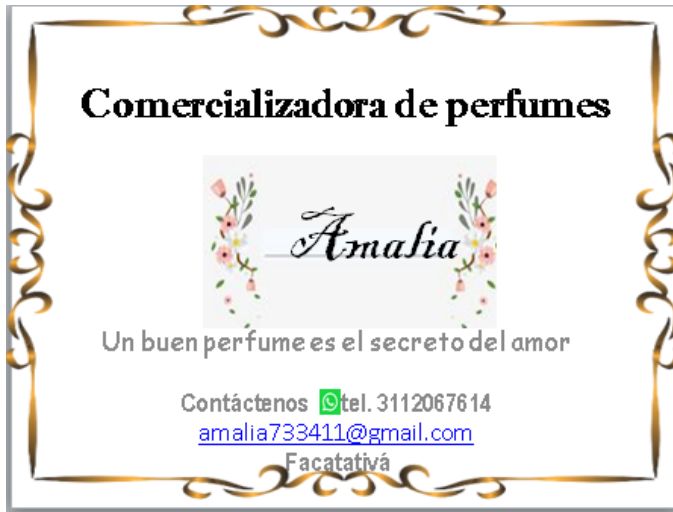 Comercializadora de perfumes
Amalia
Un buen perfume es el secreto del amor
Contáctenos tel. 3112067614
amalia733411@gmail.com
Facatativá